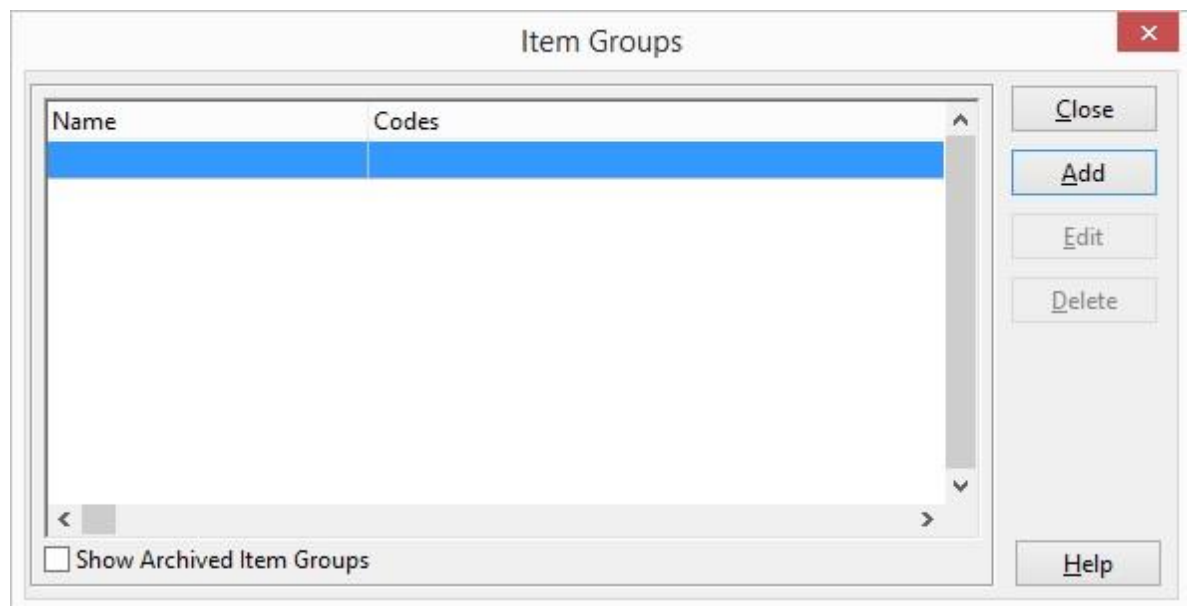 Item Groups
Name Codes
Close
Add
Edit
Delete
Show Archived Item Groups
Help